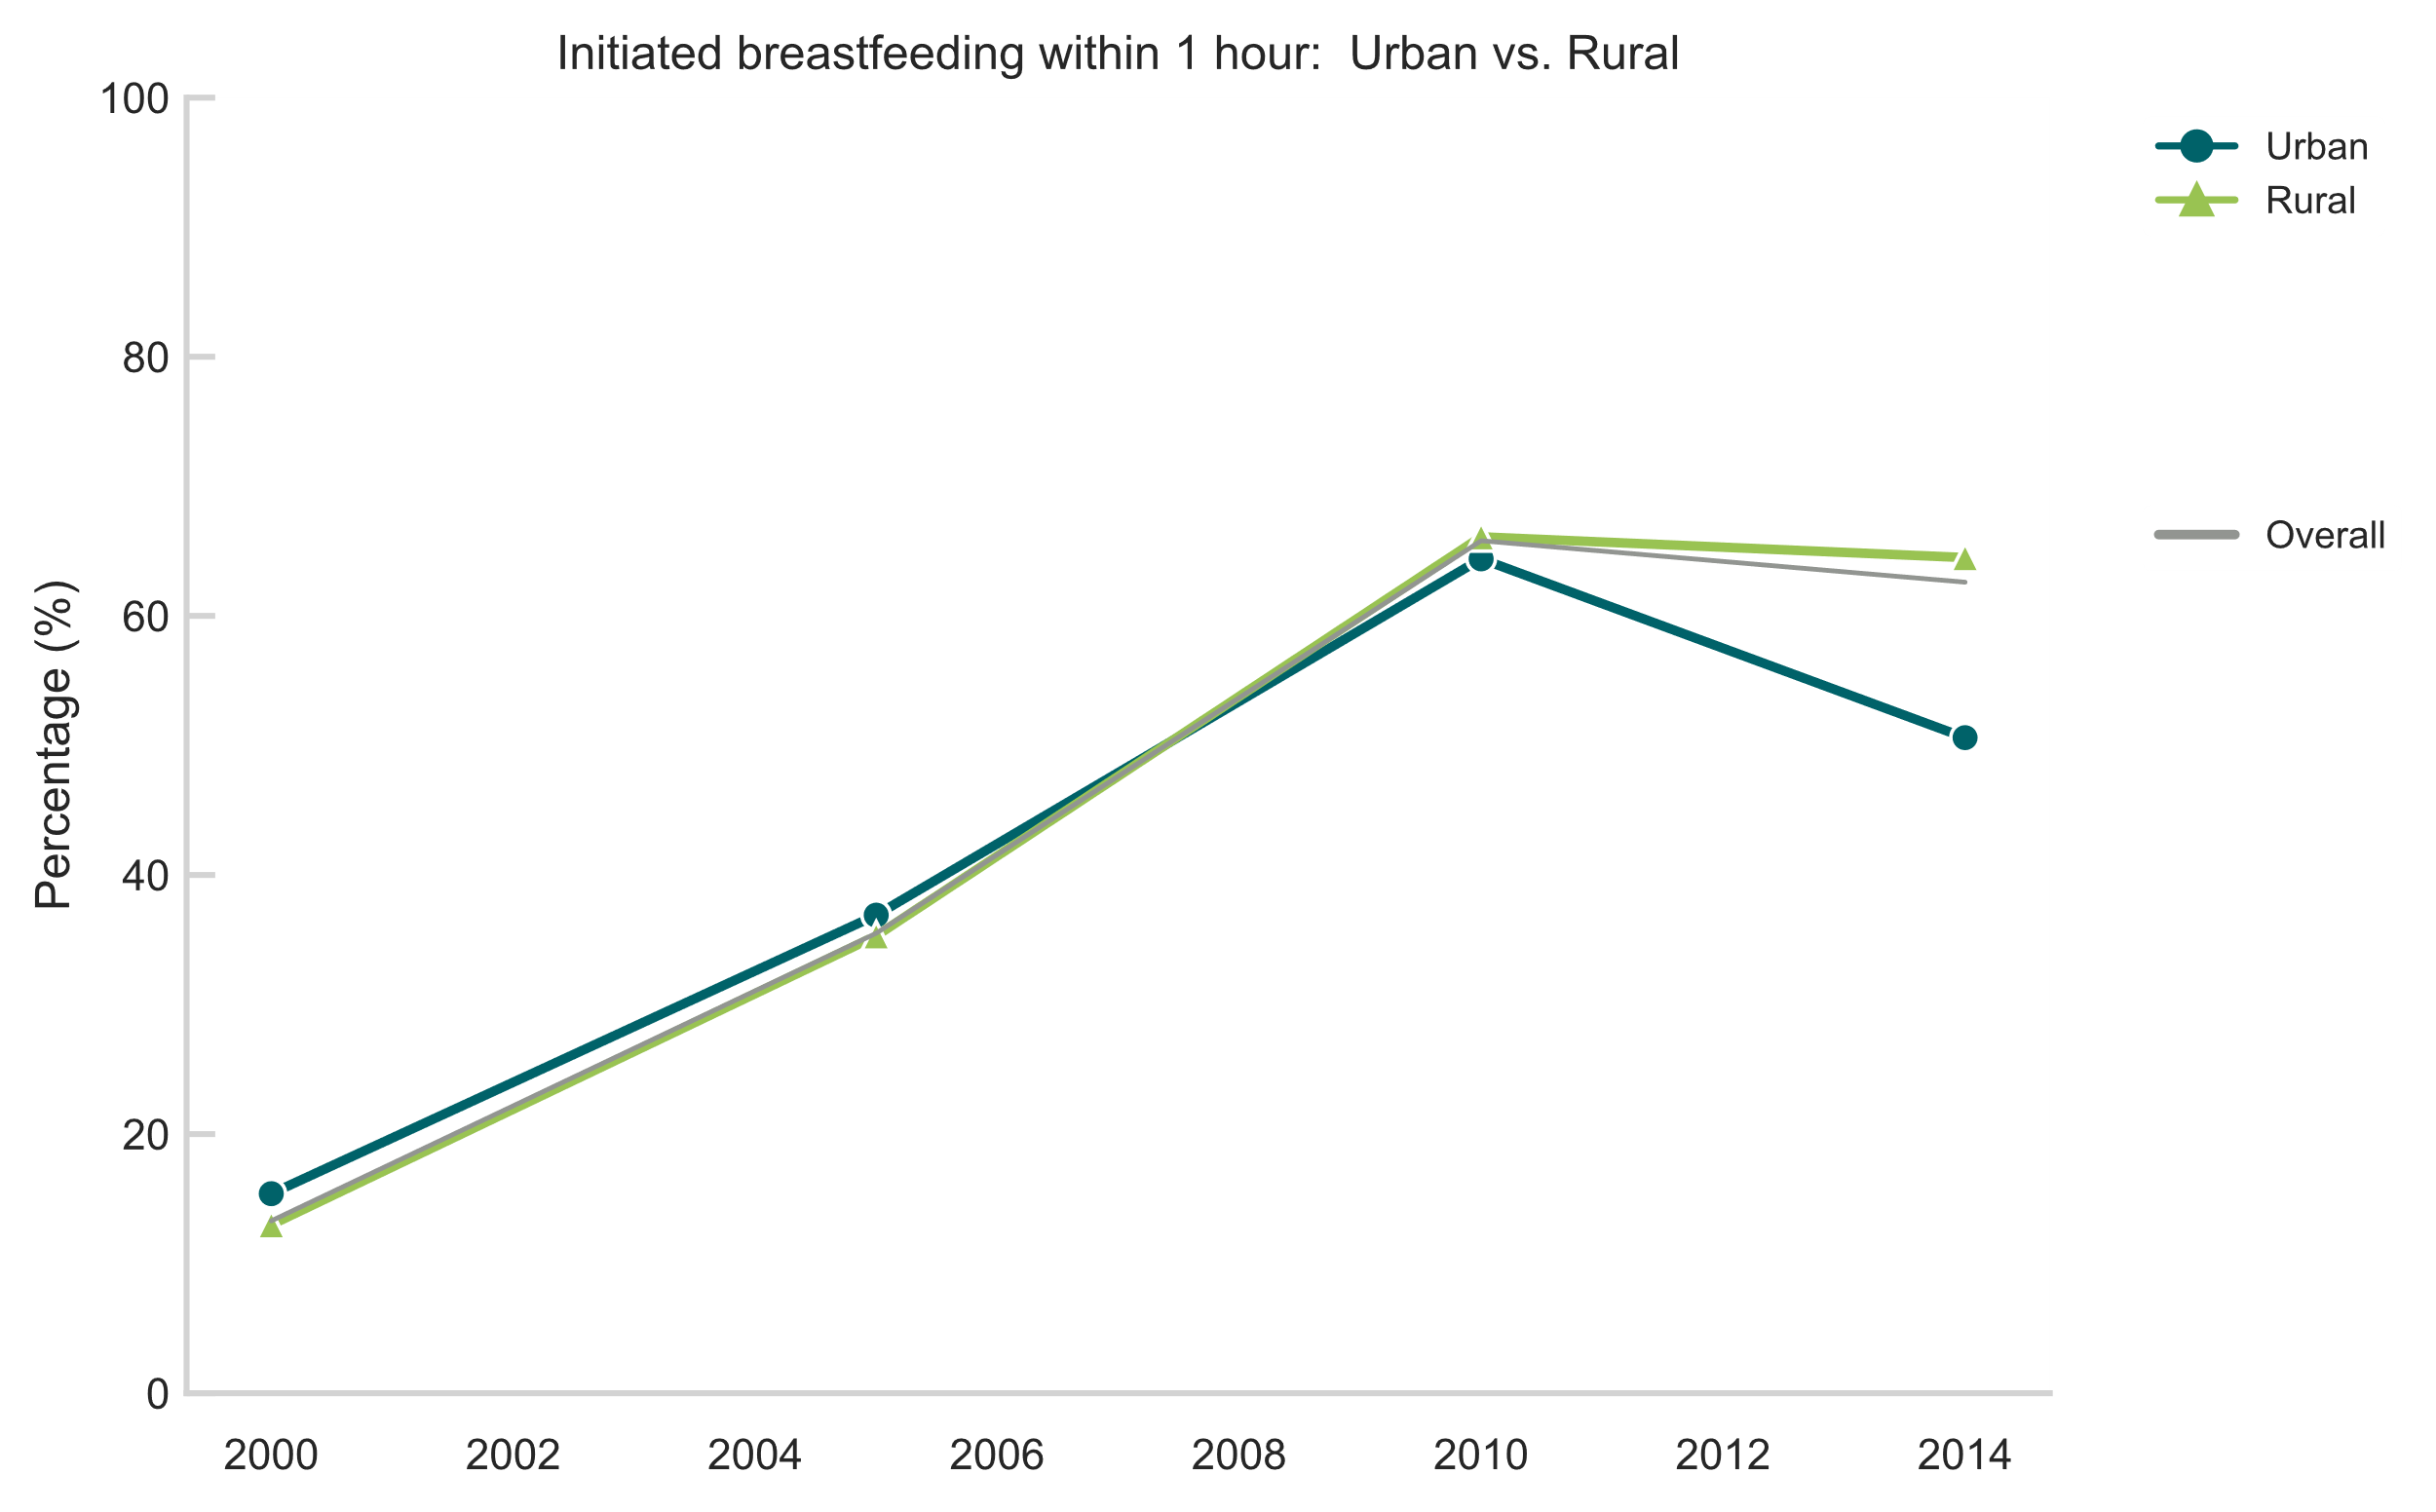 Initiated breastfeeding within 1 hour:  Urban vs. Rural
100
80
60
40
20
0
Percentage (%)
2000 2002 2004 2006 2008 2010 2012 2014
Urban
Rural
Overall